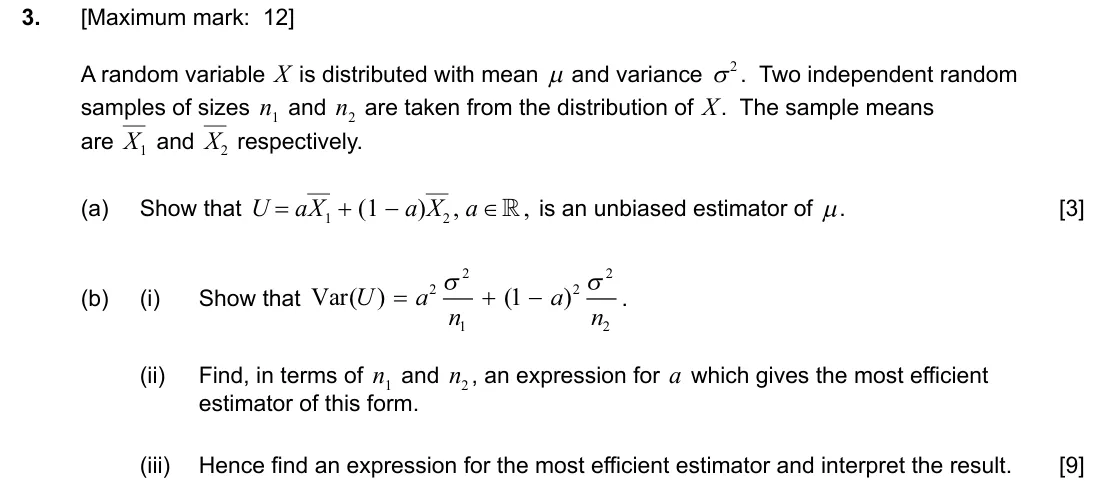 3. [Maximum mark: 12]
A random variable X is distributed with mean μ and variance σ². Two independent random
samples of sizes n₁ and n₂ are taken from the distribution of X. The sample means
are X̅₁ and X̅₂ respectively.
(a) Show that U = aX̅₁ + (1 − a)X̅₂, a ∈ ℝ, is an unbiased estimator of μ. [3]
(b) (i) Show that Var(U) = a² σ²/n₁ + (1 − a)² σ²/n₂.
(ii) Find, in terms of n₁ and n₂, an expression for a which gives the most efficient
estimator of this form.
(iii) Hence find an expression for the most efficient estimator and interpret the result. [9]